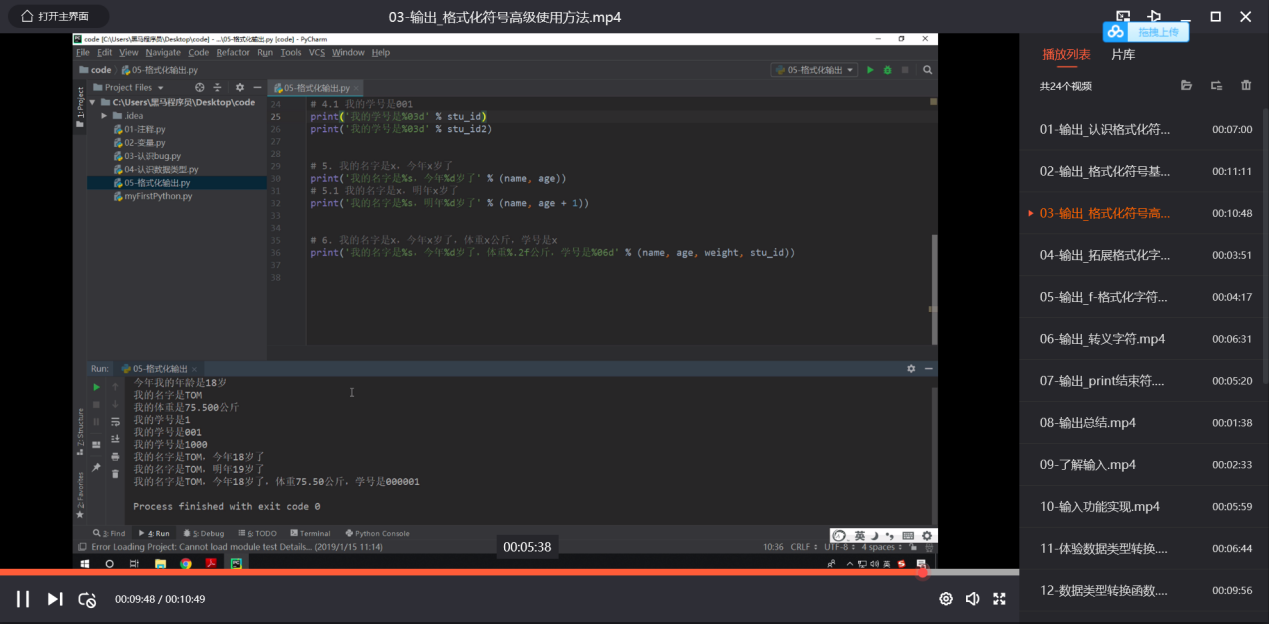 打开主界面
03-输出_格式化符号高级使用方法.mp4
拖拽上传
code [C:\Users\黑马程序员\Desktop\code] - ...\05-格式化输出.py [code] - PyCharm
File Edit View Navigate Code Refactor Run Tools VCS Window Help
code 05-格式化输出.py
05-格式化输出
1: Project
Project Files
05-格式化输出.py
C:\Users\黑马程序员\Desktop\code
.idea
01-注释.py
02-变量.py
03-认识bug.py
04-认识数据类型.py
05-格式化输出.py
myFirstPython.py
24 # 4.1 我的学号是001
25 print('我的学号是%03d' % stu_id)
26 print('我的学号是%03d' % stu_id2)
27
28
29 # 5. 我的名字是x，今年x岁了
30 print('我的名字是%s，今年%d岁了' % (name, age))
31 # 5.1 我的名字是x，明年x岁了
32 print('我的名字是%s，明年%d岁了' % (name, age + 1))
33
34
35 # 6. 我的名字是x，今年x岁了，体重x公斤，学号是x
36 print('我的名字是%s，今年%d岁了，体重%.2f公斤，学号是%06d' % (name, age, weight, stu_id))
37
38
Run: 05-格式化输出
今年我的年龄是18岁
我的名字是TOM
我的体重是75.500公斤
我的学号是1
我的学号是001
我的学号是1000
我的名字是TOM，今年18岁了
我的名字是TOM，明年19岁了
我的名字是TOM，今年18岁了，体重75.50公斤，学号是000001
Process finished with exit code 0
Z: Structure
2: Favorites
3: Find 4: Run 5: Debug 6: TODO Terminal Python Console
英
Error Loading Project: Cannot load module test Details... (2019/1/15 11:14)
10:36 CRLF UTF-8 4 spaces
英
00:05:38
00:09:48 / 00:10:49
播放列表 片库
共24个视频
01-输出_认识格式化符... 00:07:00
02-输出_格式化符号基... 00:11:11
03-输出_格式化符号高... 00:10:48
04-输出_拓展格式化字... 00:03:51
05-输出_f-格式化字符... 00:04:17
06-输出_转义字符.mp4 00:06:31
07-输出_print结束符.... 00:05:20
08-输出总结.mp4 00:01:38
09-了解输入.mp4 00:02:33
10-输入功能实现.mp4 00:05:59
11-体验数据类型转换.... 00:06:44
12-数据类型转换函数.... 00:09:56